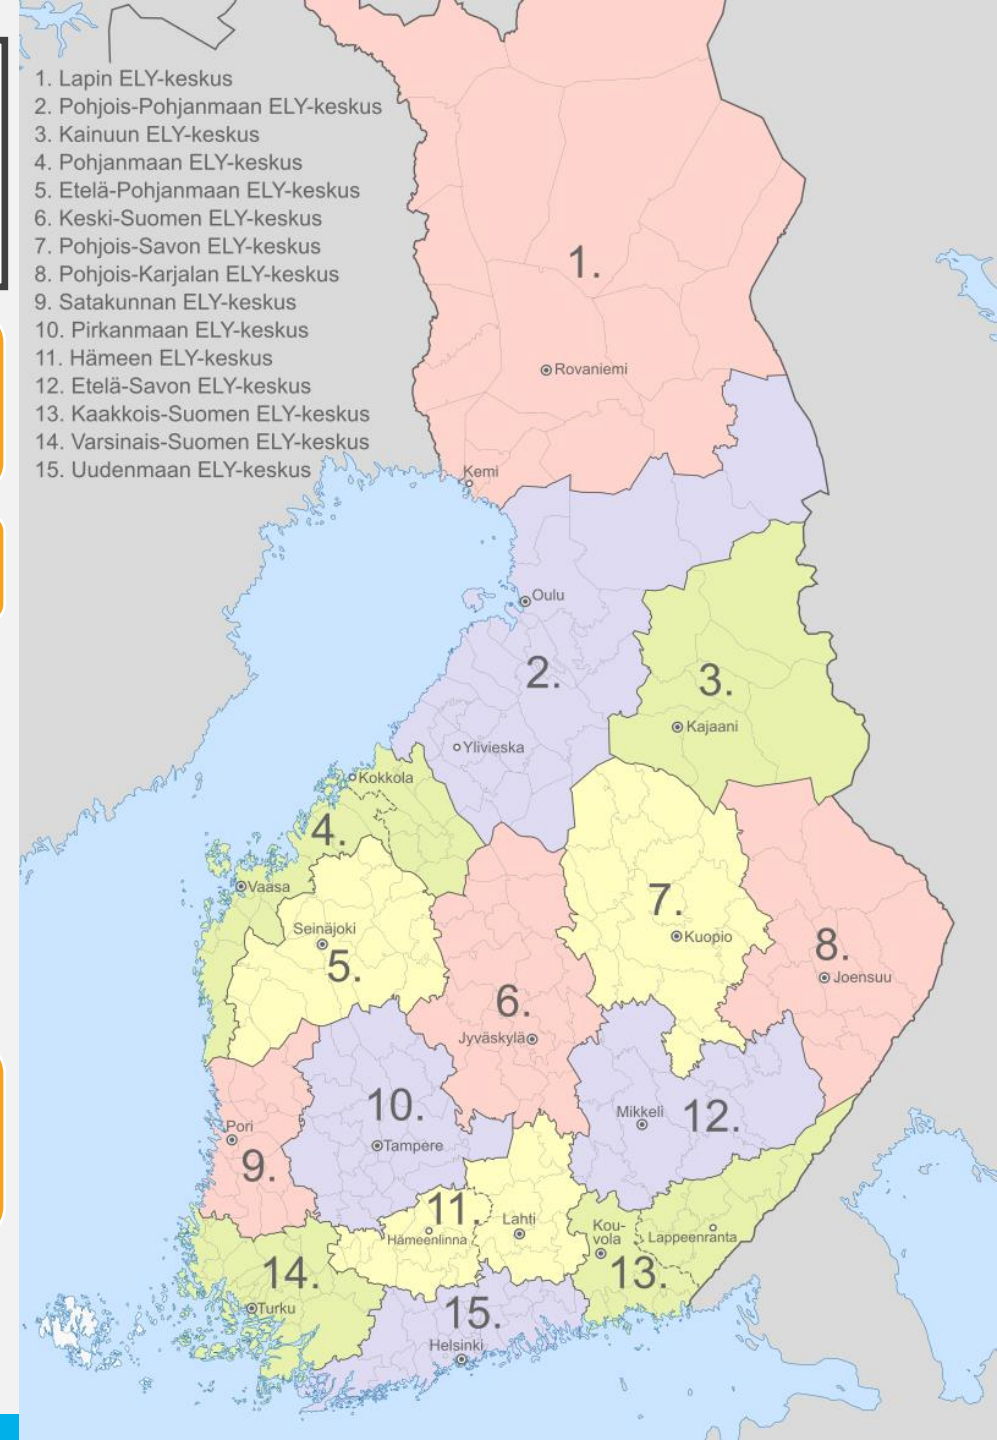 1. Lapin ELY-keskus
2. Pohjois-Pohjanmaan ELY-keskus
3. Kainuun ELY-keskus
4. Pohjanmaan ELY-keskus
5. Etelä-Pohjanmaan ELY-keskus
6. Keski-Suomen ELY-keskus
7. Pohjois-Savon ELY-keskus
8. Pohjois-Karjalan ELY-keskus
9. Satakunnan ELY-keskus
10. Pirkanmaan ELY-keskus
11. Hämeen ELY-keskus
12. Etelä-Savon ELY-keskus
13. Kaakkois-Suomen ELY-keskus
14. Varsinais-Suomen ELY-keskus
15. Uudenmaan ELY-keskus
1.
Rovaniemi
Kemi
Oulu
2.
3.
Kajaani
Ylivieska
Kokkola
4.
Vaasa
7.
Seinäjoki
Kuopio
5.
8.
Joensuu
6.
Jyväskylä
10.
Mikkeli
12.
Pori
Tampere
9.
11.
Lahti
Hämeenlinna
Kou-
vola
Lappeenranta
13.
14.
Turku
15.
Helsinki